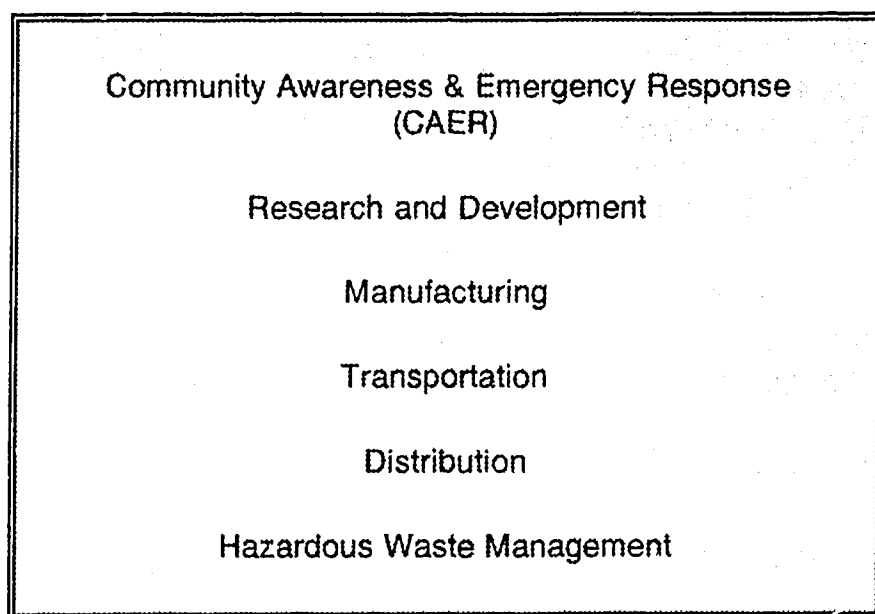 Community Awareness & Emergency Response
(CAER)
Research and Development
Manufacturing
Transportation
Distribution
Hazardous Waste Management